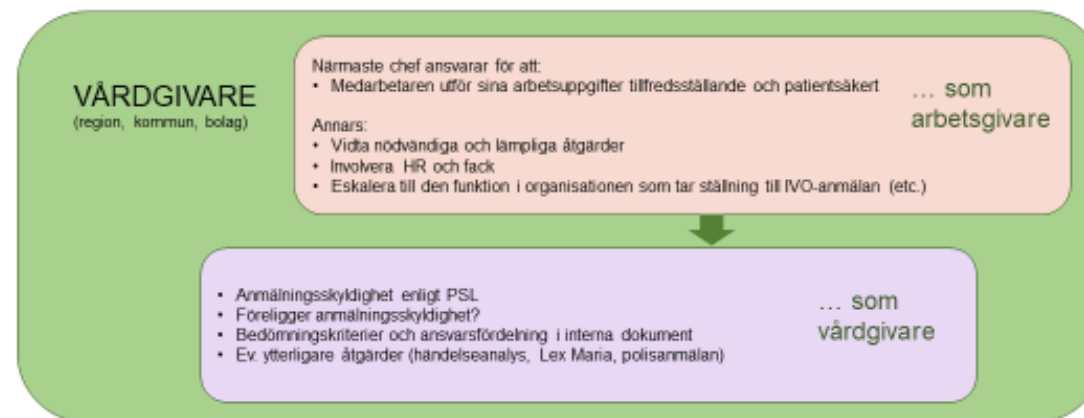 VÅRDGIVARE
(region, kommun, bolag)
Närmaste chef ansvarar för att:
• Medarbetaren utför sina arbetsuppgifter tillfredsställande och patientsäkert
Annars:
• Vidta nödvändiga och lämpliga åtgärder
• Involvera HR och fack
• Eskalera till den funktion i organisationen som tar ställning till IVO-anmälan (etc.)
... som
arbetsgivare
• Anmälningsskyldighet enligt PSL
• Föreligger anmälningsskyldighet?
• Bedömningskriterier och ansvarsfördelning i interna dokument
• Ev. ytterligare åtgärder (händelseanalys, Lex Maria, polisanmälan)
... som
vårdgivare